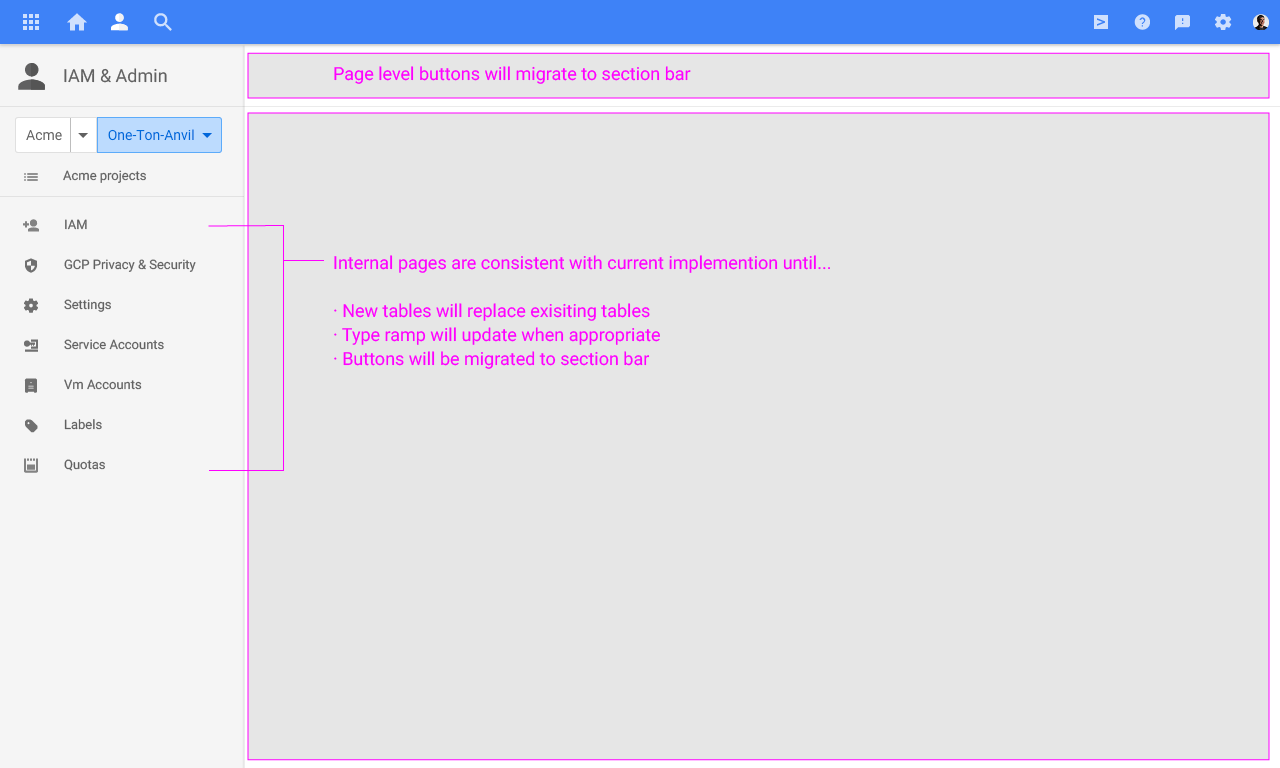 IAM & Admin
Page level buttons will migrate to section bar
Acme
One-Ton-Anvil
Acme projects
IAM
GCP Privacy & Security
Settings
Service Accounts
Vm Accounts
Labels
Quotas
Internal pages are consistent with current implemention until...
· New tables will replace exisiting tables
· Type ramp will update when appropriate
· Buttons will be migrated to section bar